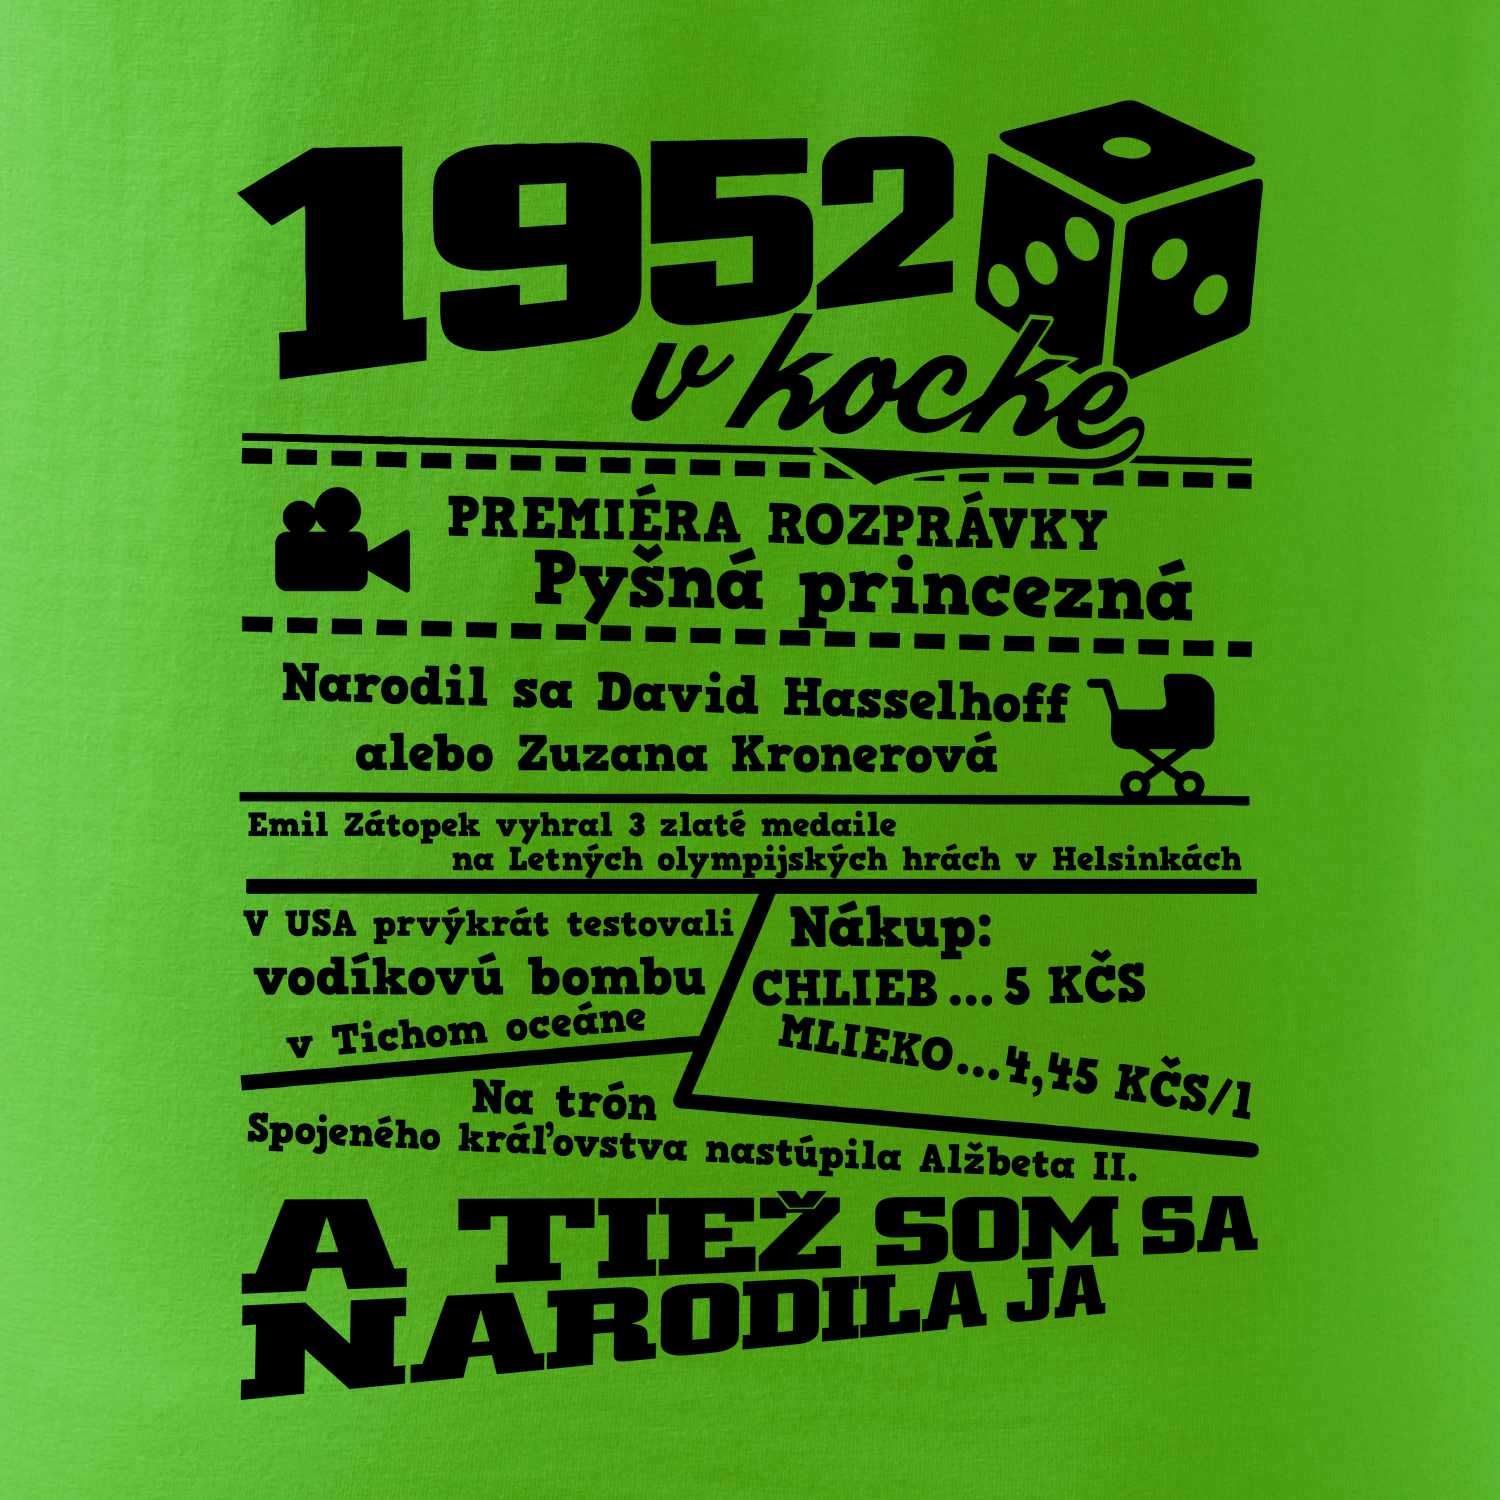 1952
v kocke
PREMIÉRA ROZPRÁVKY
Pyšná princezná
Narodil sa David Hasselhoff
alebo Zuzana Kronerová
Emil Zátopek vyhral 3 zlaté medaile
na Letných olympijských hrách v Helsinkách
V USA prvýkrát testovali
vodíkovú bombu
v Tichom oceáne
Nákup:
CHLIEB...5 KČS
MLIEKO...4,45 KČS/l
Na trón
Spojeného kráľovstva nastúpila Alžbeta II.
A TIEŽ SOM SA
NARODILA JA